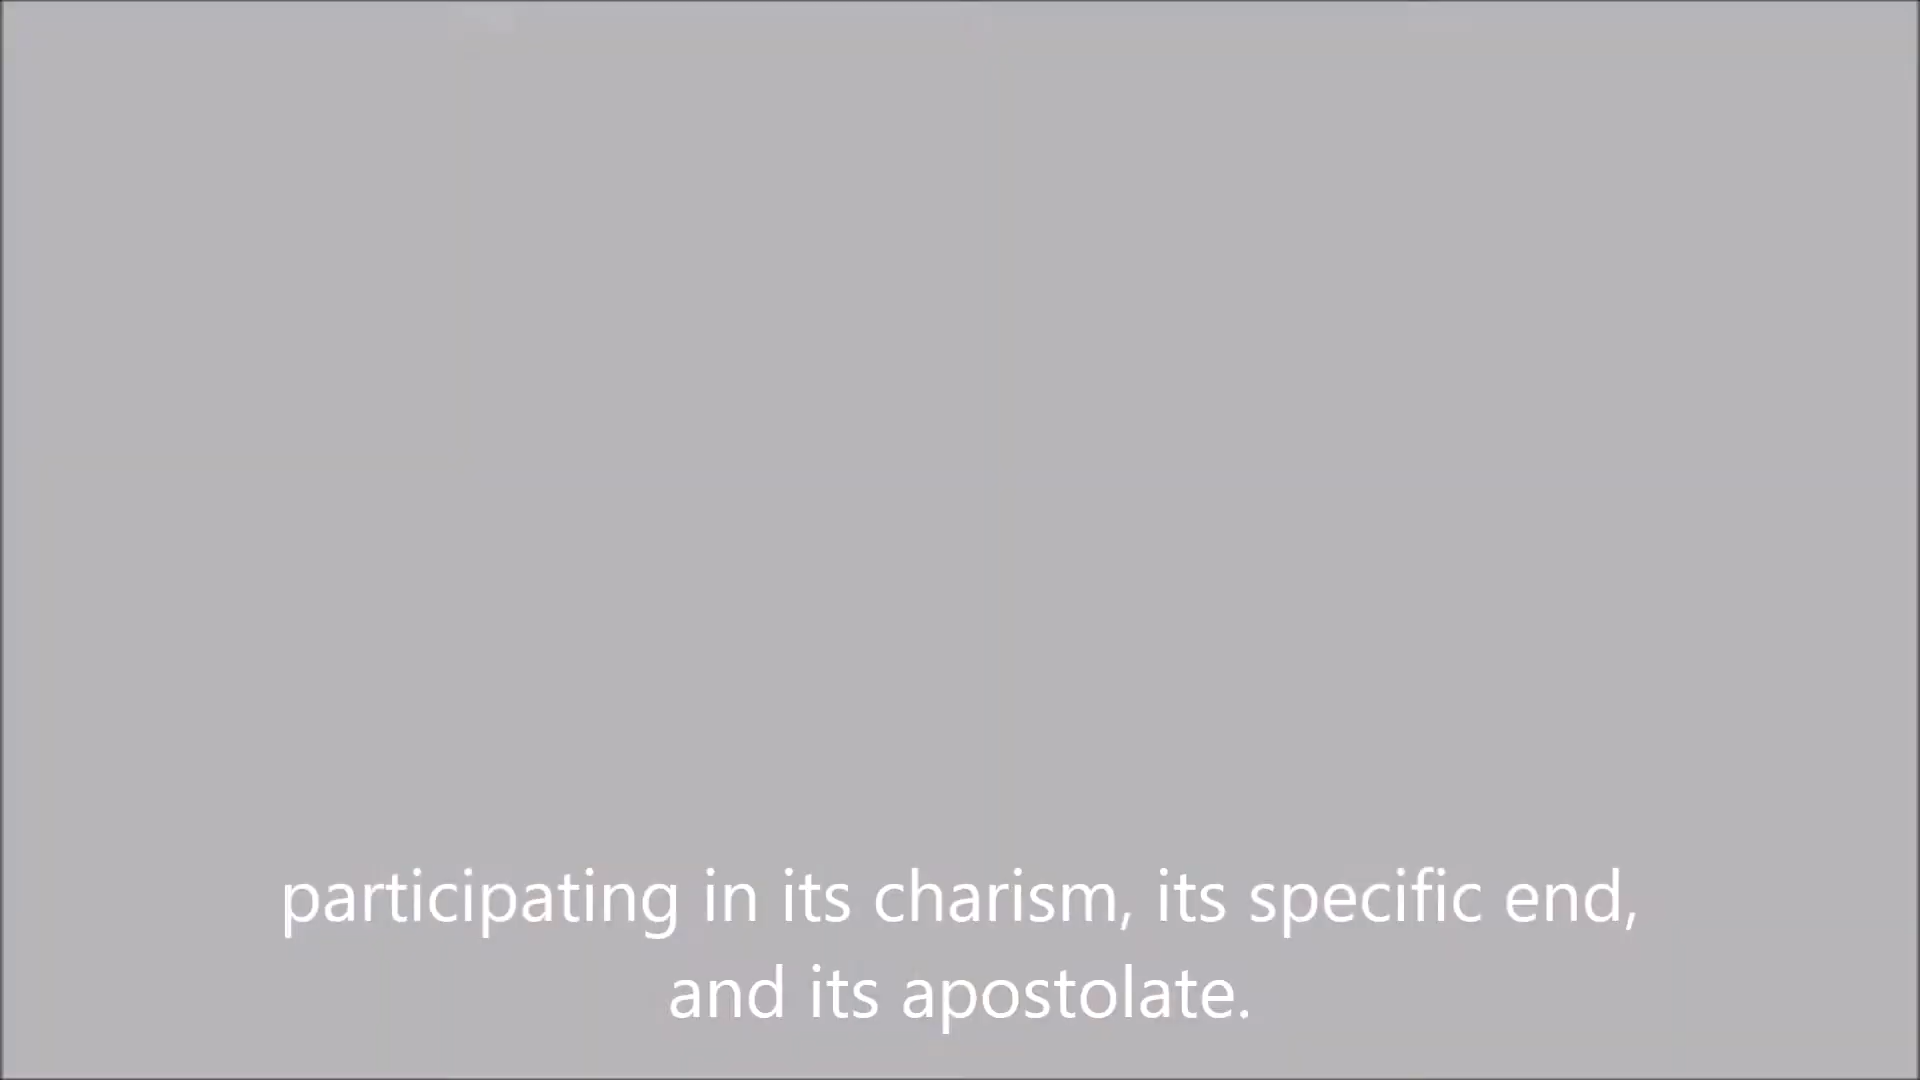 participating in its charism, its specific end,
and its apostolate.